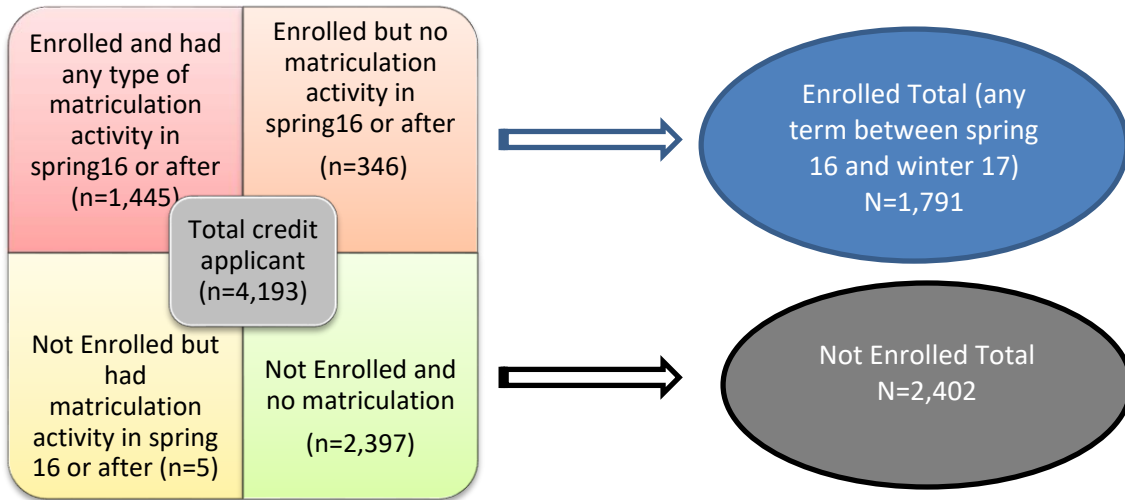 Enrolled and had
any type of
matriculation
activity in
spring16 or after
(n=1,445)
Enrolled but no
matriculation
activity in
spring16 or after
(n=346)
Total credit
applicant
(n=4,193)
Not Enrolled but
had
matriculation
activity in spring
16 or after (n=5)
Not Enrolled and
no matriculation
(n=2,397)
Enrolled Total (any
term between spring
16 and winter 17)
N=1,791
Not Enrolled Total
N=2,402